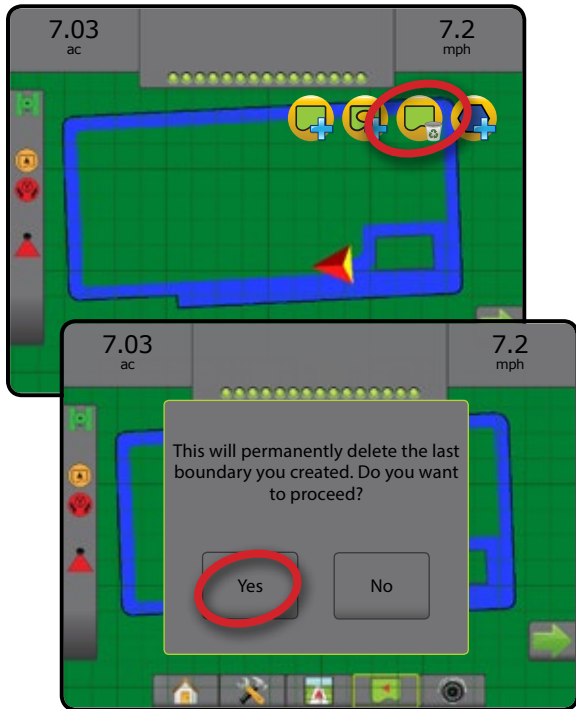 7.03
ac
7.2
mph
7.03
ac
7.2
mph
This will permanently delete the last
boundary you created. Do you want
to proceed?
Yes
No